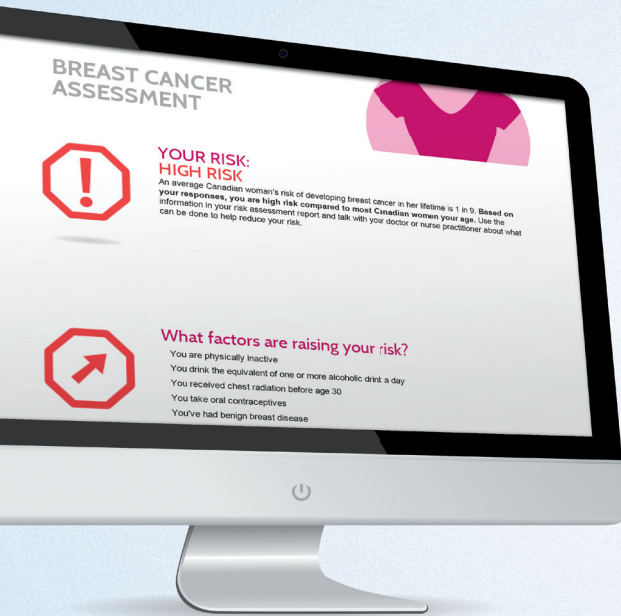 BREAST CANCER
ASSESSMENT
YOUR RISK:
HIGH RISK
An average Canadian woman's risk of developing breast cancer in her lifetime is 1 in 9. Based on
your responses, you are high risk compared to most Canadian women your age. Use the
information in your risk assessment report and talk with your doctor or nurse practitioner about what
can be done to help reduce your risk.
What factors are raising your risk?
You are physically inactive
You drink the equivalent of one or more alcoholic drint a day
You received chest radiation before age 30
You take oral contraceptives
You've had benign breast disease